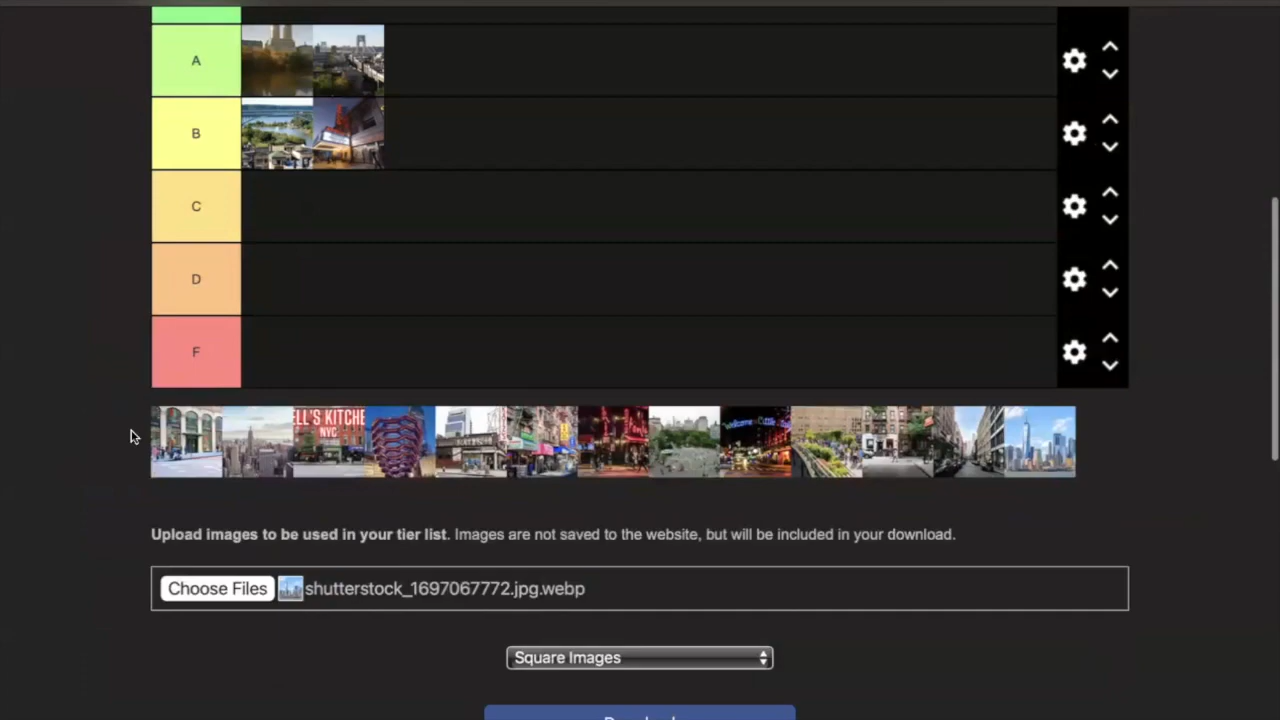 A
B
C
D
F
ELL'S KITCHE
NYC
Upload images to be used in your tier list. Images are not saved to the website, but will be included in your download.
Choose Files shutterstock_1697067772.jpg.webp
Square Images